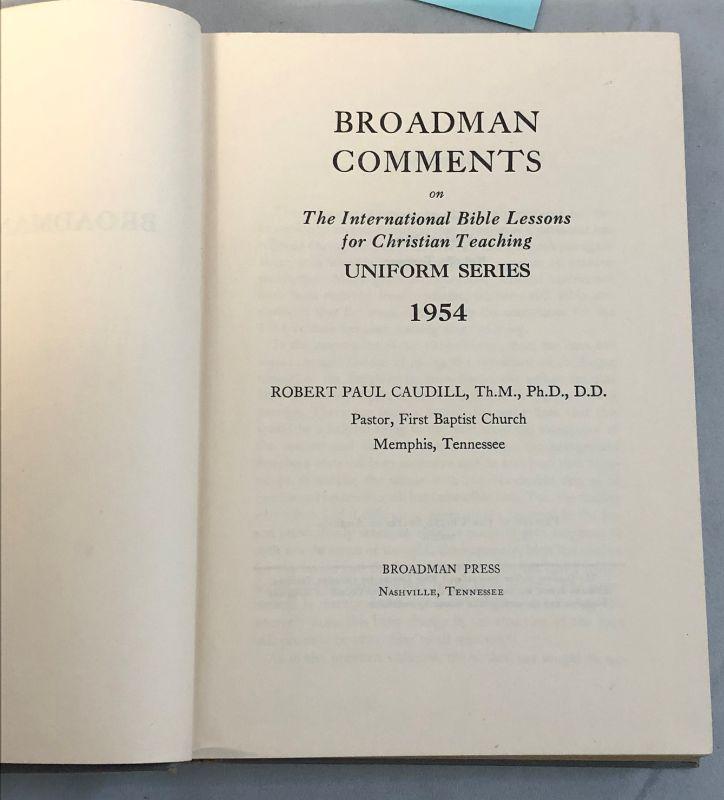 BROADMAN
COMMENTS
on
The International Bible Lessons
for Christian Teaching
UNIFORM SERIES
1954
ROBERT PAUL CAUDILL, Th.M., Ph.D., D.D.
Pastor, First Baptist Church
Memphis, Tennessee
BROADMAN PRESS
NASHVILLE, TENNESSEE